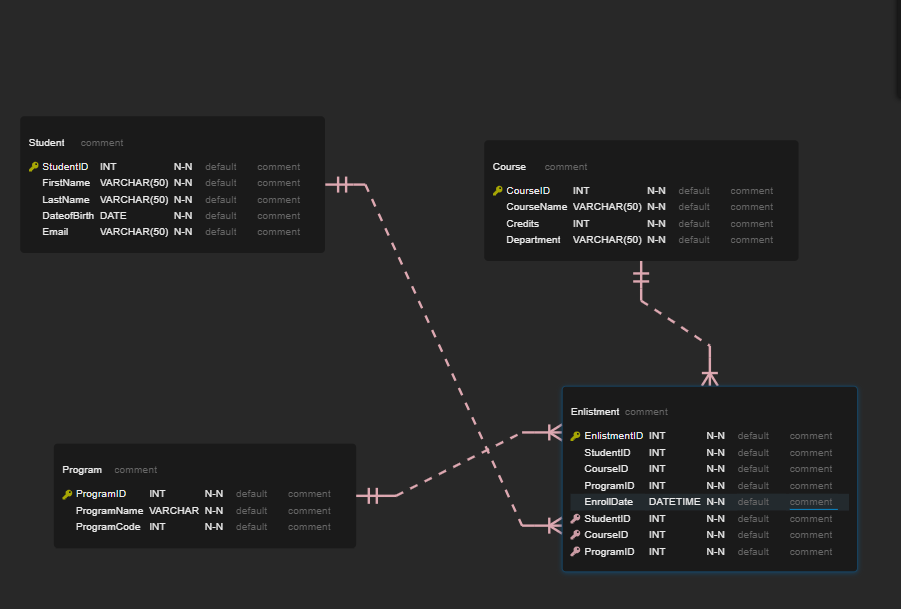 Student comment
StudentID INT N-N default comment
FirstName VARCHAR(50) N-N default comment
LastName VARCHAR(50) N-N default comment
DateofBirth DATE N-N default comment
Email VARCHAR(50) N-N default comment
Course comment
CourseID INT N-N default comment
CourseName VARCHAR(50) N-N default comment
Credits INT N-N default comment
Department VARCHAR(50) N-N default comment
Program comment
ProgramID INT N-N default comment
ProgramName VARCHAR N-N default comment
ProgramCode INT N-N default comment
Enlistment comment
EnlistmentID INT N-N default comment
StudentID INT N-N default comment
CourseID INT N-N default comment
ProgramID INT N-N default comment
EnrollDate DATETIME N-N default comment
StudentID INT N-N default comment
CourseID INT N-N default comment
ProgramID INT N-N default comment